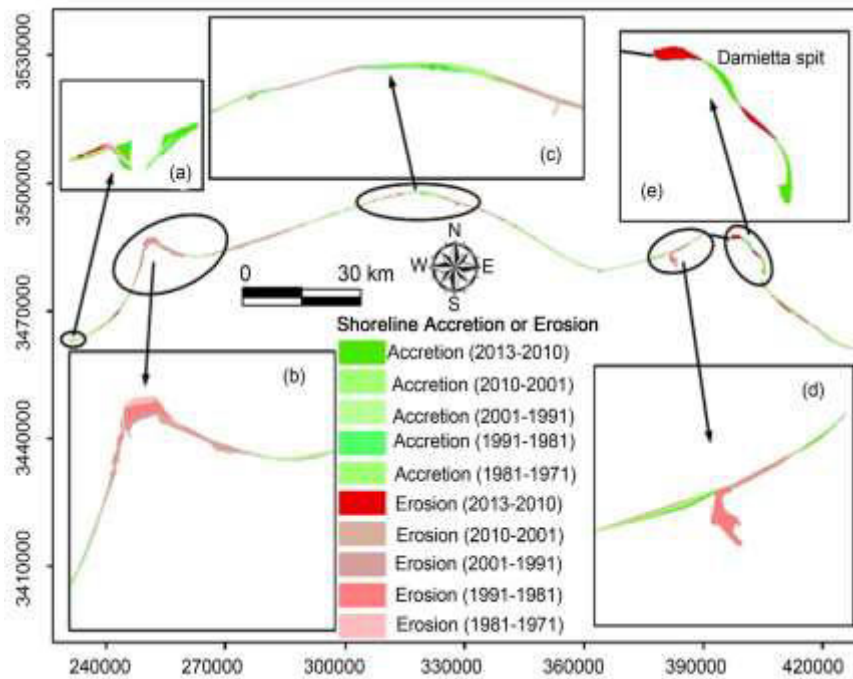 3530000
Damietta spit
(a)
(c)
(e)
3500000
N
W E
S
0 30 km
3470000
Shoreline Accretion or Erosion
Accretion (2013-2010)
(b)
(d)
Accretion (2010-2001)
Accretion (2001-1991)
3440000
Accretion (1991-1981)
Accretion (1981-1971)
Erosion (2013-2010)
Erosion (2010-2001)
3410000
Erosion (2001-1991)
Erosion (1991-1981)
Erosion (1981-1971)
240000 270000 300000 330000 360000 390000 420000